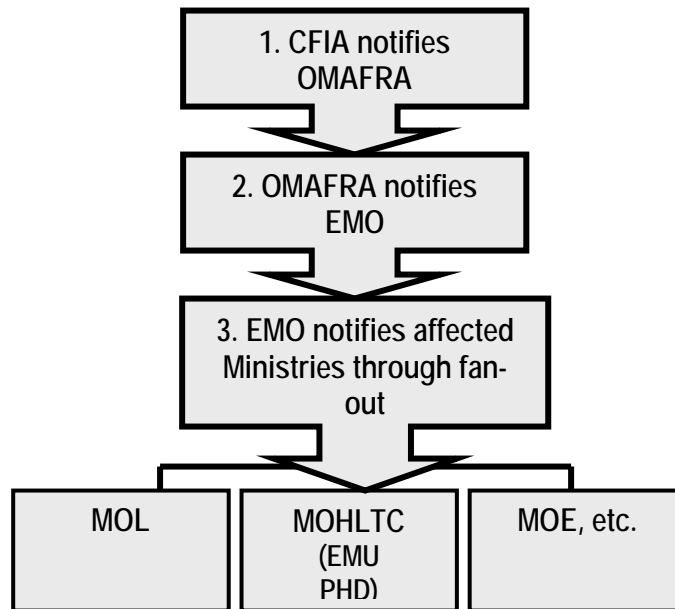 1. CFIA notifies
OMAFRA
2. OMAFRA notifies
EMO
3. EMO notifies affected
Ministries through fan-
out
MOL
MOHLTC
(EMU
PHD)
MOE, etc.